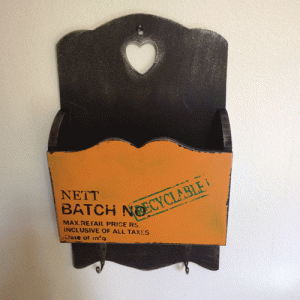 NETT
BATCH NO
RECYCLABLE
MAX.RETAIL PRICE RS.
INCLUSIVE OF ALL TAXES
Date of mfg